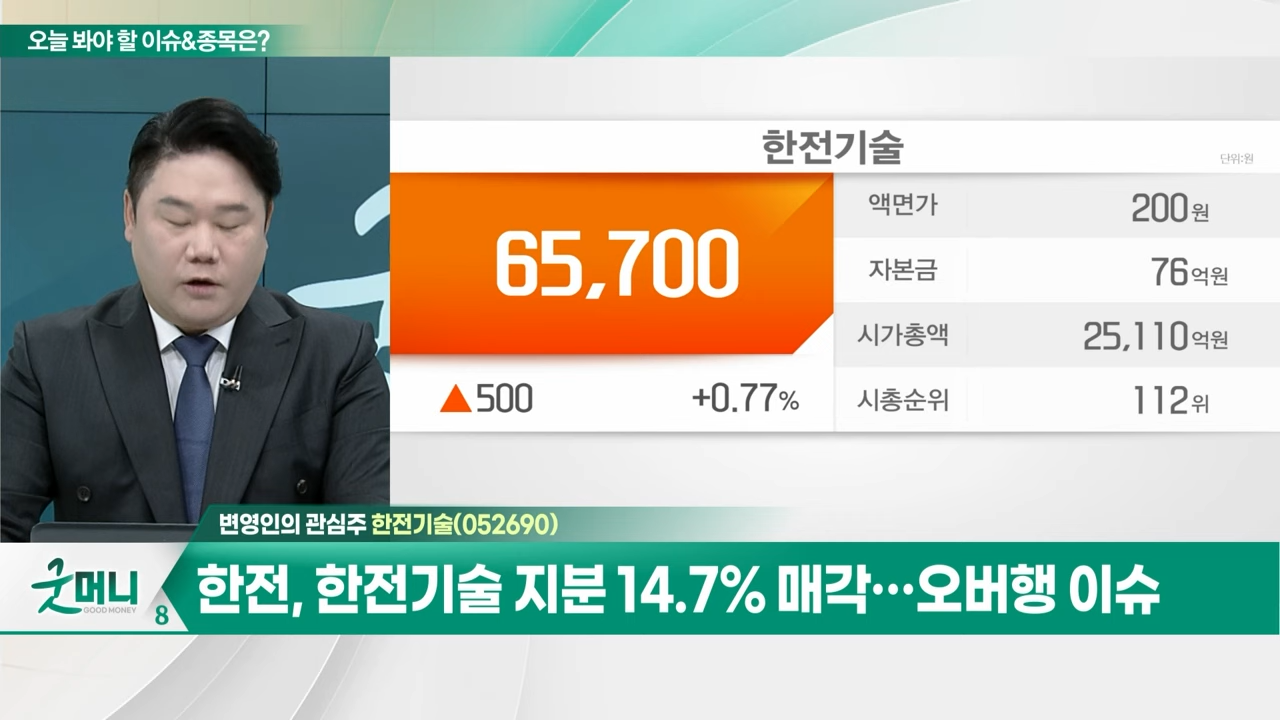 오늘 봐야 할 이슈&종목은?
한전기술
단위:원
65,700
▲500 +0.77%
액면가 200원
자본금 76억원
시가총액 25,110억원
시총순위 112위
변영인의 관심주 한전기술(052690)
한전, 한전기술 지분 14.7% 매각…오버행 이슈
굿머니
GOOD MONEY
8